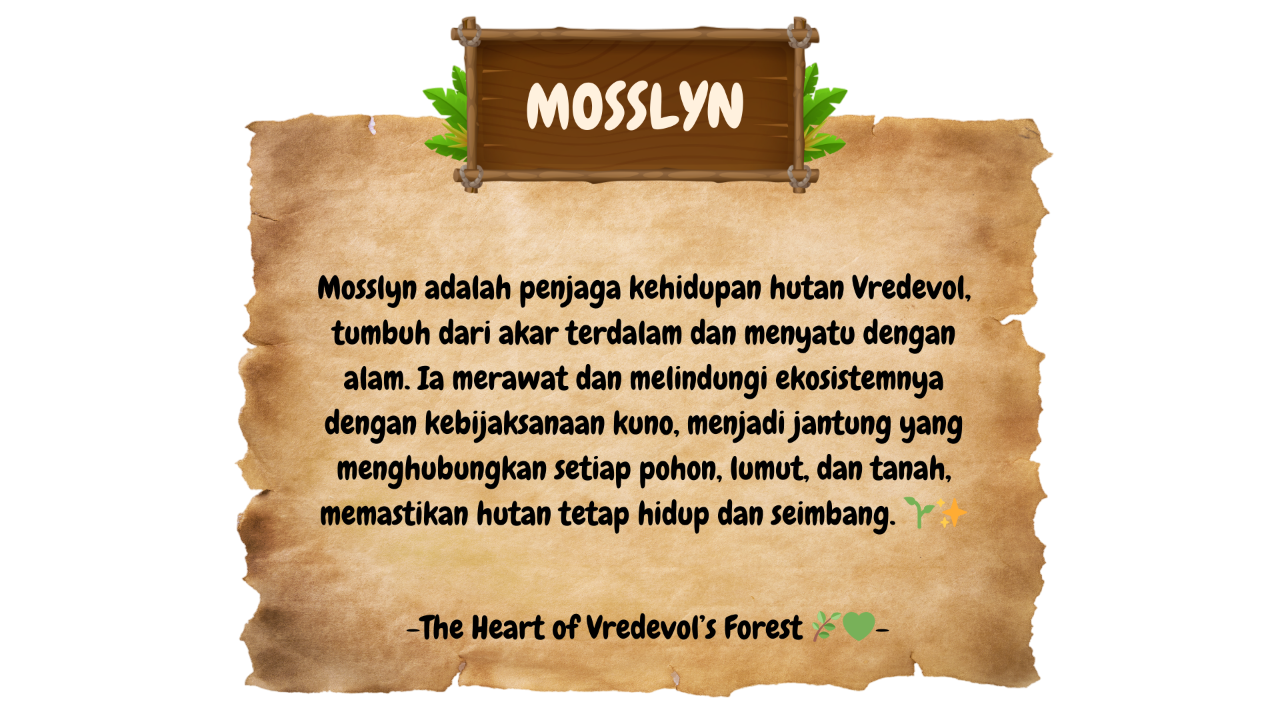 MOSSLYN
Mosslyn adalah penjaga kehidupan hutan Vredevol,
tumbuh dari akar terdalam dan menyatu dengan
alam. Ia merawat dan melindungi ekosistemnya
dengan kebijaksanaan kuno, menjadi jantung yang
menghubungkan setiap pohon, lumut, dan tanah,
memastikan hutan tetap hidup dan seimbang. 🌱✨
-The Heart of Vredevol's Forest 🌿💚-